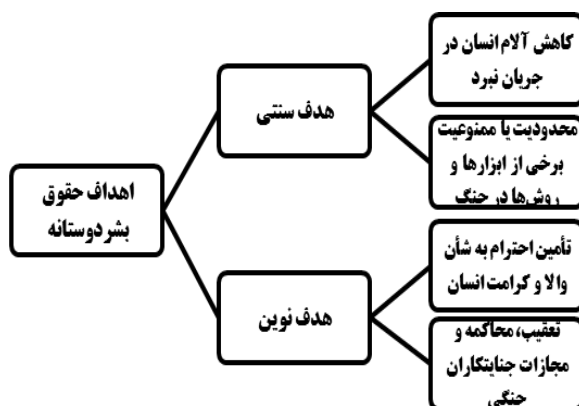 اهداف حقوق
بشردوستانه
هدف سنتی
کاهش آلام انسان در
جریان نبرد
محدودیت یا ممنوعیت
برخی از ابزارها و
روش‌ها در جنگ
هدف نوین
تأمین احترام به شأن
والا و کرامت انسان
تعقیب، محاکمه و
مجازات جنایتکاران
جنگی